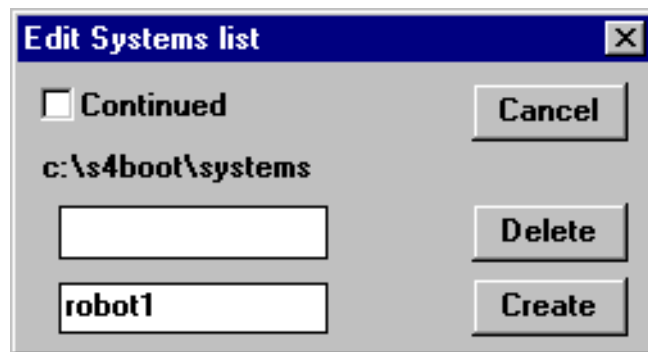 Edit Systems list
Continued
Cancel
c:\s4boot\systems
Delete
robot1
Create